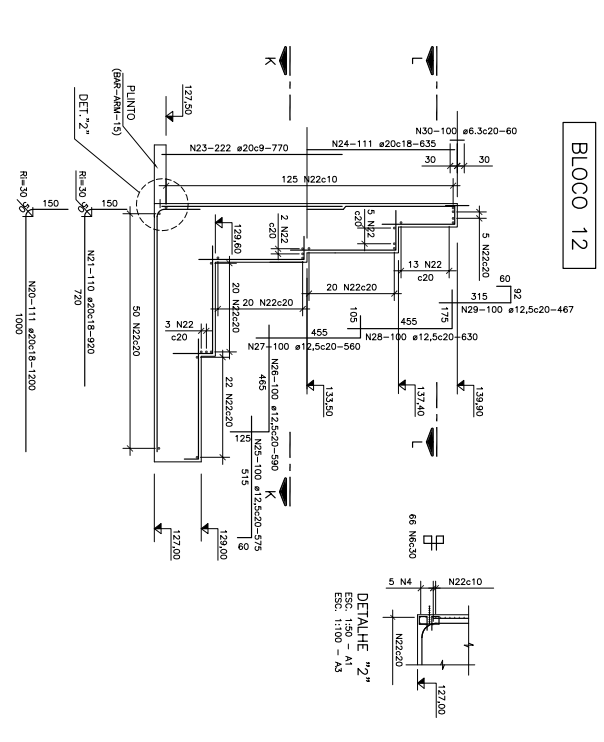 BLOCO 12
L
K
N30-100 ø6.3c20-60
30
30
N24-111 ø20c18-635
N23-222 ø20c9-770
125 N22c10
127,50
PLINTO
(BAR-ARM-15)
DET. "2"
5 N22c20
60
92
315
N29-100 ø12,5c20-467
13 N22
c20
175
455
N28-100 ø12,5c20-630
5 N22
c20
105
20 N22c20
455
N27-100 ø12,5c20-560
2 N22
c20
129,60
20 N22c20
20
N22c20
465
N26-100 ø12,5c20-590
3 N22
c20
22
N22c20
125
515
N25-100 ø12,5c20-575
60
50 N22c20
139,90
137,40
133,50
L
K
129,00
127,00
150
RI=30
N21-110 ø20c18-920
720
150
RI=30
N20-111 ø20c18-1200
1000
66 N6c30
5 N4
N22c10
N22c20
127,00
DETALHE "2"
ESC. 1:50 - A1
ESC. 1:100 - A3